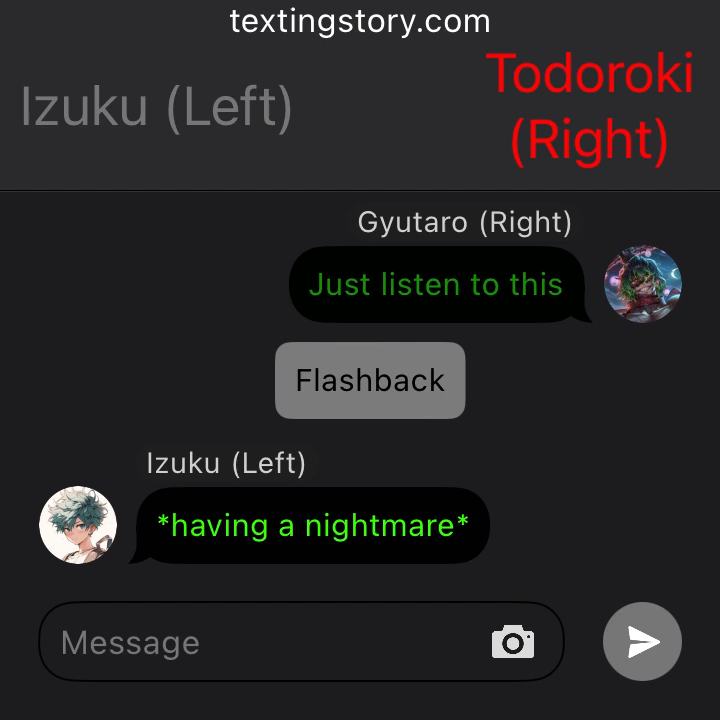 textingstory.com
Izuku (Left)
Todoroki
(Right)
Gyutaro (Right)
Just listen to this
Flashback
Izuku (Left)
*having a nightmare*
Message